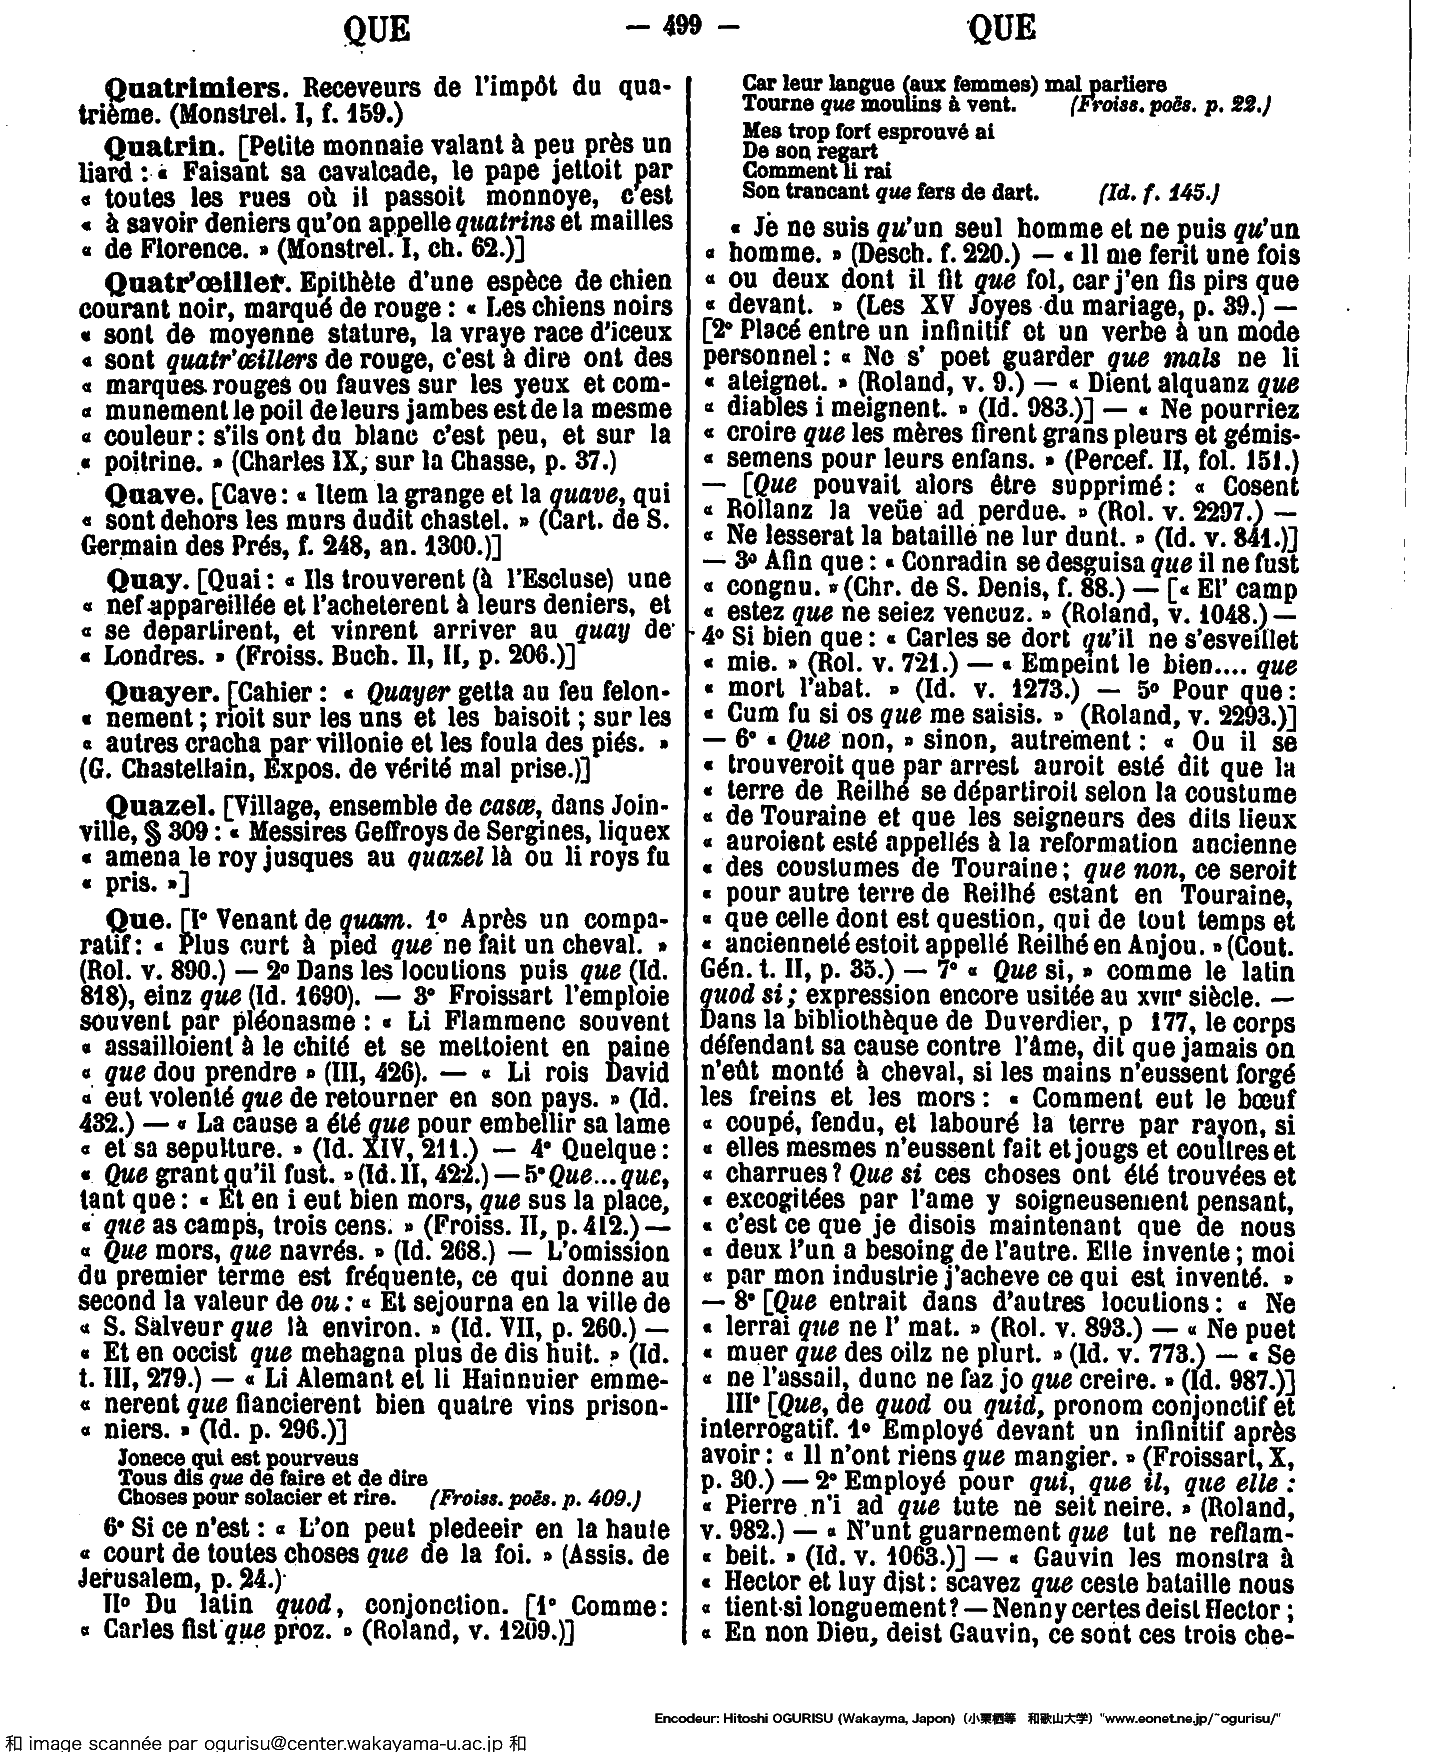 QUE — 499 — QUE
Quatrimiers. Receveurs de l'impôt du qua-
trième. (Monstrel. I, f. 159.)
Quatrin. [Petite monnaie valant à peu près un
liard : « Faisant sa cavalcade, le pape jettoit par
« toutes les rues où il passoit monnoye, c'est
« à savoir deniers qu'on appelle quatrins et mailles
« de Florence. » (Monstrel. I, ch. 62.)]
Quatr'œiller. Epithète d'une espèce de chien
courant noir, marqué de rouge : « Les chiens noirs
« sont de moyenne stature, la vraye race d'iceux
« sont quatr'œillers de rouge, c'est à dire ont des
« marques rouges ou fauves sur les yeux et com-
« munement le poil de leurs jambes est de la mesme
« couleur : s'ils ont du blanc c'est peu, et sur la
« poitrine. » (Charles IX, sur la Chasse, p. 37.)
Quave. [Cave : « Item la grange et la quave, qui
« sont dehors les murs dudit chastel. » (Cart. de S.
Germain des Prés, f. 248, an. 1300.)]
Quay. [Quai : « Ils trouverent (à l'Escluse) une
« nef appareillée et l'acheterent à leurs deniers, et
« se departirent, et vinrent arriver au quay de
« Londres. » (Froiss. Buch. II, II, p. 206.)]
Quayer. [Cahier : « Quayer getta au feu felon-
« nement ; rioit sur les uns et les baisoit ; sur les
« autres cracha par villonie et les foula des piés. »
(G. Chastellain, Expos. de vérité mal prise.)]
Quazel. [Village, ensemble de casæ, dans Join-
ville, § 309 : « Messires Geffroys de Sergines, liquex
« amena le roy jusques au quazel là ou li roys fu
« pris. »]
Que. [I° Venant de quam. 1° Après un compa-
ratif : « Plus curt à pied que ne fait un cheval. »
(Rol. v. 890.) — 2° Dans les locutions puis que (Id.
818), einz que (Id. 1690). — 3° Froissart l'emploie
souvent par pléonasme : « Li Flammenc souvent
« assailloient à le chité et se mettoient en paine
« que dou prendre » (III, 426). — « Li rois David
« eut volenté que de retourner en son pays. » (Id.
432.) — « La cause a été que pour embellir sa lame
« et sa sepulture. » (Id. XIV, 211.) — 4° Quelque :
« Que grant qu'il fust. » (Id. II, 422.) — 5° Que...que,
tant que : « Et en i eut bien mors, que sus la place,
« que as camps, trois cens. » (Froiss. II, p. 412.) —
« Que mors, que navrés. » (Id. 268.) — L'omission
du premier terme est fréquente, ce qui donne au
second la valeur de ou : « Et sejourna en la ville de
« S. Salveur que là environ. » (Id. VII, p. 260.) —
« Et en occist que mehagna plus de dis huit. » (Id.
t. III, 279.) — « Li Alemant et li Hainnuier emme-
« nerent que fiancierent bien quatre vins prison-
« niers. » (Id. p. 296.)]
Jonece qui est pourveus
Tous dis que de faire et de dire
Choses pour solacier et rire. (Froiss. poës. p. 409.)
6° Si ce n'est : « L'on peut pledeeir en la haute
« court de toutes choses que de la foi. » (Assis. de
Jerusalem, p. 24.)
II° Du latin quod, conjonction. [1° Comme :
« Carles fist que proz. » (Roland, v. 1209.)]
Car leur langue (aux femmes) mal parliere
Tourne que moulins à vent. (Froiss. poës. p. 22.)
Mes trop fort esprouvé ai
De son regart
Comment li rai
Son trancant que fers de dart. (Id. f. 145.)
« Je ne suis qu'un seul homme et ne puis qu'un
« homme. » (Desch. f. 220.) — « Il me ferit une fois
« ou deux dont il fit que fol, car j'en fis pirs que
« devant. » (Les XV Joyes du mariage, p. 39.) —
[2° Placé entre un infinitif et un verbe à un mode
personnel : « Ne s' poet guarder que mals ne li
« ateignet. » (Roland, v. 9.) — « Dient alquanz que
« diables i meignent. » (Id. 983.)] — « Ne pourriez
« croire que les mères firent grans pleurs et gémis-
« semens pour leurs enfans. » (Percef. II, fol. 151.)
— [Que pouvait alors être supprimé : « Cosent
« Rollanz la veüe ad perdue. » (Rol. v. 2297.) —
« Ne lesserat la bataille ne lur dunt. » (Id. v. 841.)]
— 3° Afin que : « Conradin se desguisa que il ne fust
« congnu. » (Chr. de S. Denis, f. 88.) — [« El' camp
« estez que ne seiez vencuz. » (Roland, v. 1048.) —
4° Si bien que : « Carles se dort qu'il ne s'esveillet
« mie. » (Rol. v. 721.) — « Empeint le bien.... que
« mort l'abat. » (Id. v. 1273.) — 5° Pour que :
« Cum fu si os que me saisis. » (Roland, v. 2293.)]
— 6° « Que non, » sinon, autrement : « Ou il se
« trouveroit que par arrest auroit esté dit que la
« terre de Reilhé se départiroit selon la coustume
« de Touraine et que les seigneurs des dits lieux
« auroient esté appellés à la reformation ancienne
« des coustumes de Touraine ; que non, ce seroit
« pour autre terre de Reilhé estant en Touraine,
« que celle dont est question, qui de tout temps et
« ancienneté estoit appellé Reilhé en Anjou. » (Cout.
Gén. t. II, p. 35.) — 7° « Que si, » comme le latin
quod si ; expression encore usitée au XVIIe siècle. —
Dans la bibliothèque de Duverdier, p 177, le corps
défendant sa cause contre l'âme, dit que jamais on
n'eût monté à cheval, si les mains n'eussent forgé
les freins et les mors : « Comment eut le bœuf
« coupé, fendu, et labouré la terre par rayon, si
« elles mesmes n'eussent fait et jougs et coultres et
« charrues ? Que si ces choses ont été trouvées et
« excogitées par l'ame y soigneusement pensant,
« c'est ce que je disois maintenant que de nous
« deux l'un a besoing de l'autre. Elle invente ; moi
« par mon industrie j'acheve ce qui est inventé. »
— 8° [Que entrait dans d'autres locutions : « Ne
« lerrai que ne l' mat. » (Rol. v. 893.) — « Ne puet
« muer que des oilz ne plurt. » (Id. v. 773.) — « Se
« ne l'assail, dunc ne faz jo que creire. » (Id. 987.)]
III° [Que, de quod ou quid, pronom conjonctif et
interrogatif. 1° Employé devant un infinitif après
avoir : « Il n'ont riens que mangier. » (Froissart, X,
p. 30.) — 2° Employé pour qui, que il, que elle :
« Pierre n'i ad que tute ne seit neire. » (Roland,
v. 982.) — « N'unt guarnement que tut ne reflam-
« beit. » (Id. v. 1063.)] — « Gauvin les monstra à
« Hector et luy dist : scavez que ceste bataille nous
« tient si longuement ? — Nenny certes deist Hector ;
« En non Dieu, deist Gauvin, ce sont ces trois che-
Encodeur: Hitoshi OGURISU (Wakayma, Japon) (小栗栖等 和歌山大学) "www.eonet.ne.jp/~ogurisu/"
和 image scannée par ogurisu@center.wakayama-u.ac.jp 和